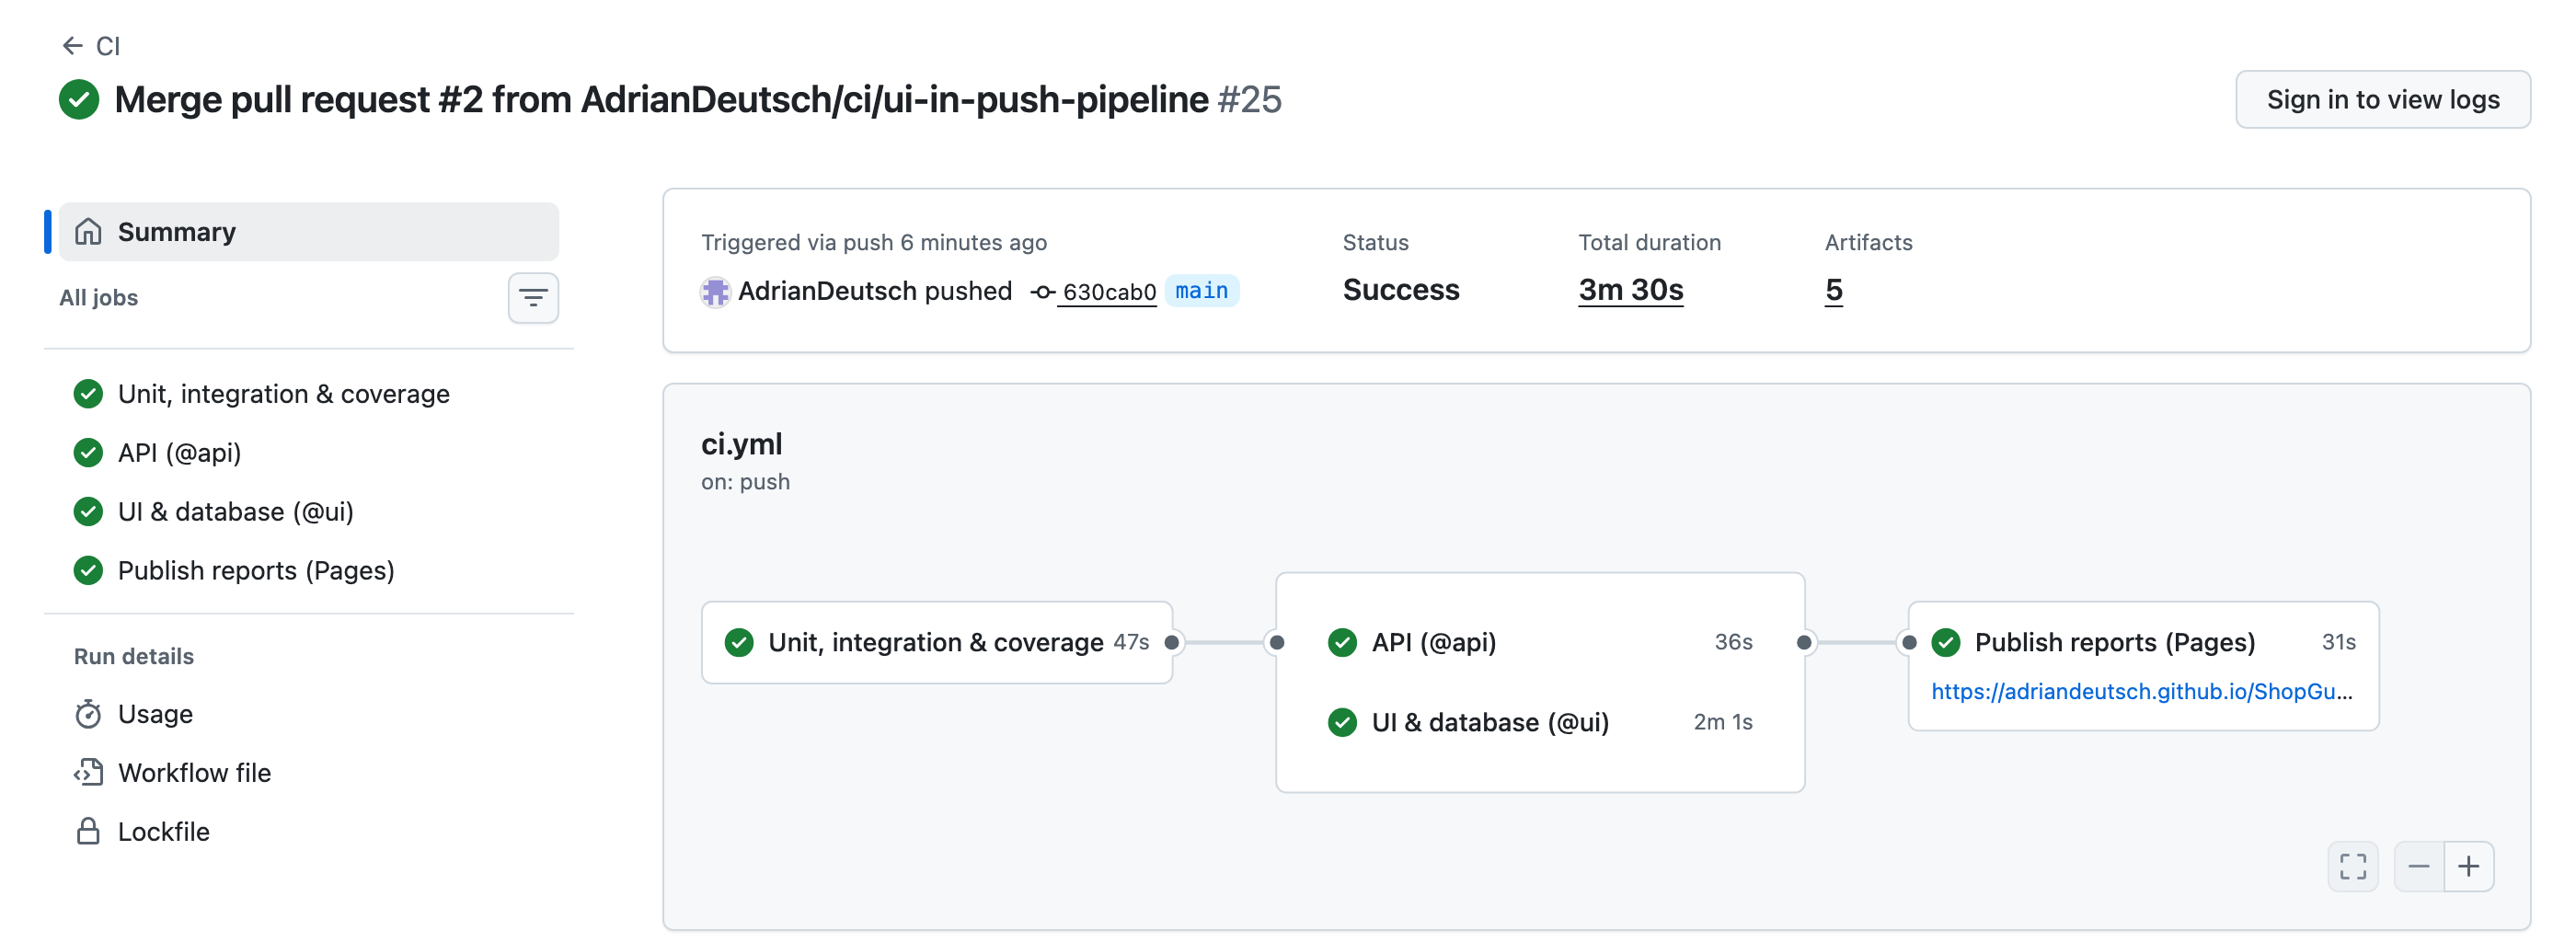 CI
Merge pull request #2 from AdrianDeutsch/ci/ui-in-push-pipeline #25
Sign in to view logs
Summary
All jobs
Unit, integration & coverage
API (@api)
UI & database (@ui)
Publish reports (Pages)
Run details
Usage
Workflow file
Lockfile
Triggered via push 6 minutes ago
AdrianDeutsch pushed 630cab0 main
Status
Success
Total duration
3m 30s
Artifacts
5
ci.yml
on: push
Unit, integration & coverage 47s
API (@api) 36s
UI & database (@ui) 2m 1s
Publish reports (Pages) 31s
https://adriandeutsch.github.io/ShopGu...